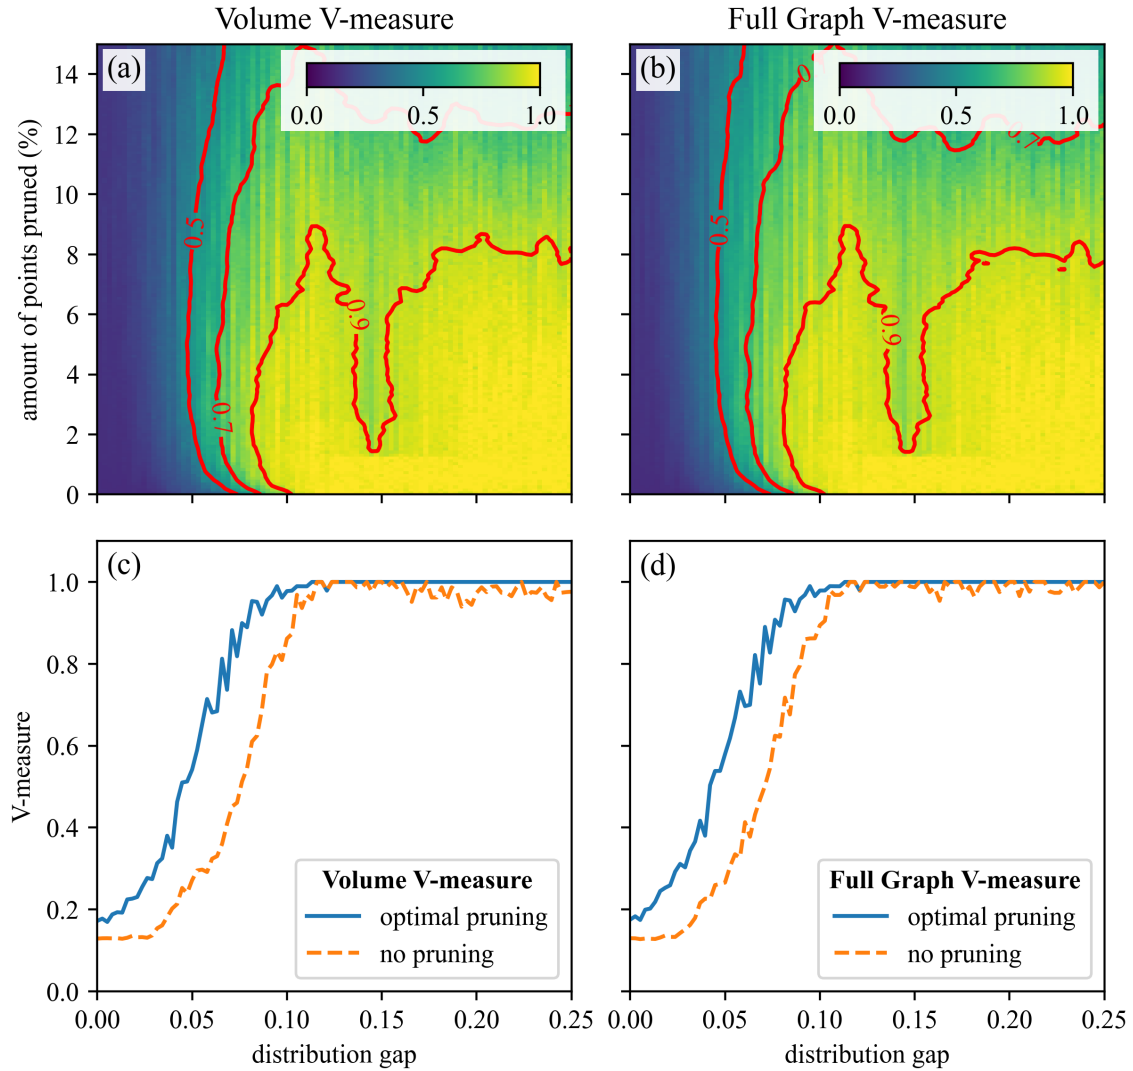 Volume V-measure
Full Graph V-measure
(a)
0.0 0.5 1.0
0.5
0.7
0.9
amount of points pruned (%)
14
12
10
8
6
4
2
0
(b)
0.0 0.5 1.0
0.5
0.7
0.9
(c)
V-measure
1.0
0.8
0.6
0.4
0.2
0.0
Volume V-measure
optimal pruning
no pruning
0.00 0.05 0.10 0.15 0.20 0.25
distribution gap
(d)
Full Graph V-measure
optimal pruning
no pruning
0.00 0.05 0.10 0.15 0.20 0.25
distribution gap